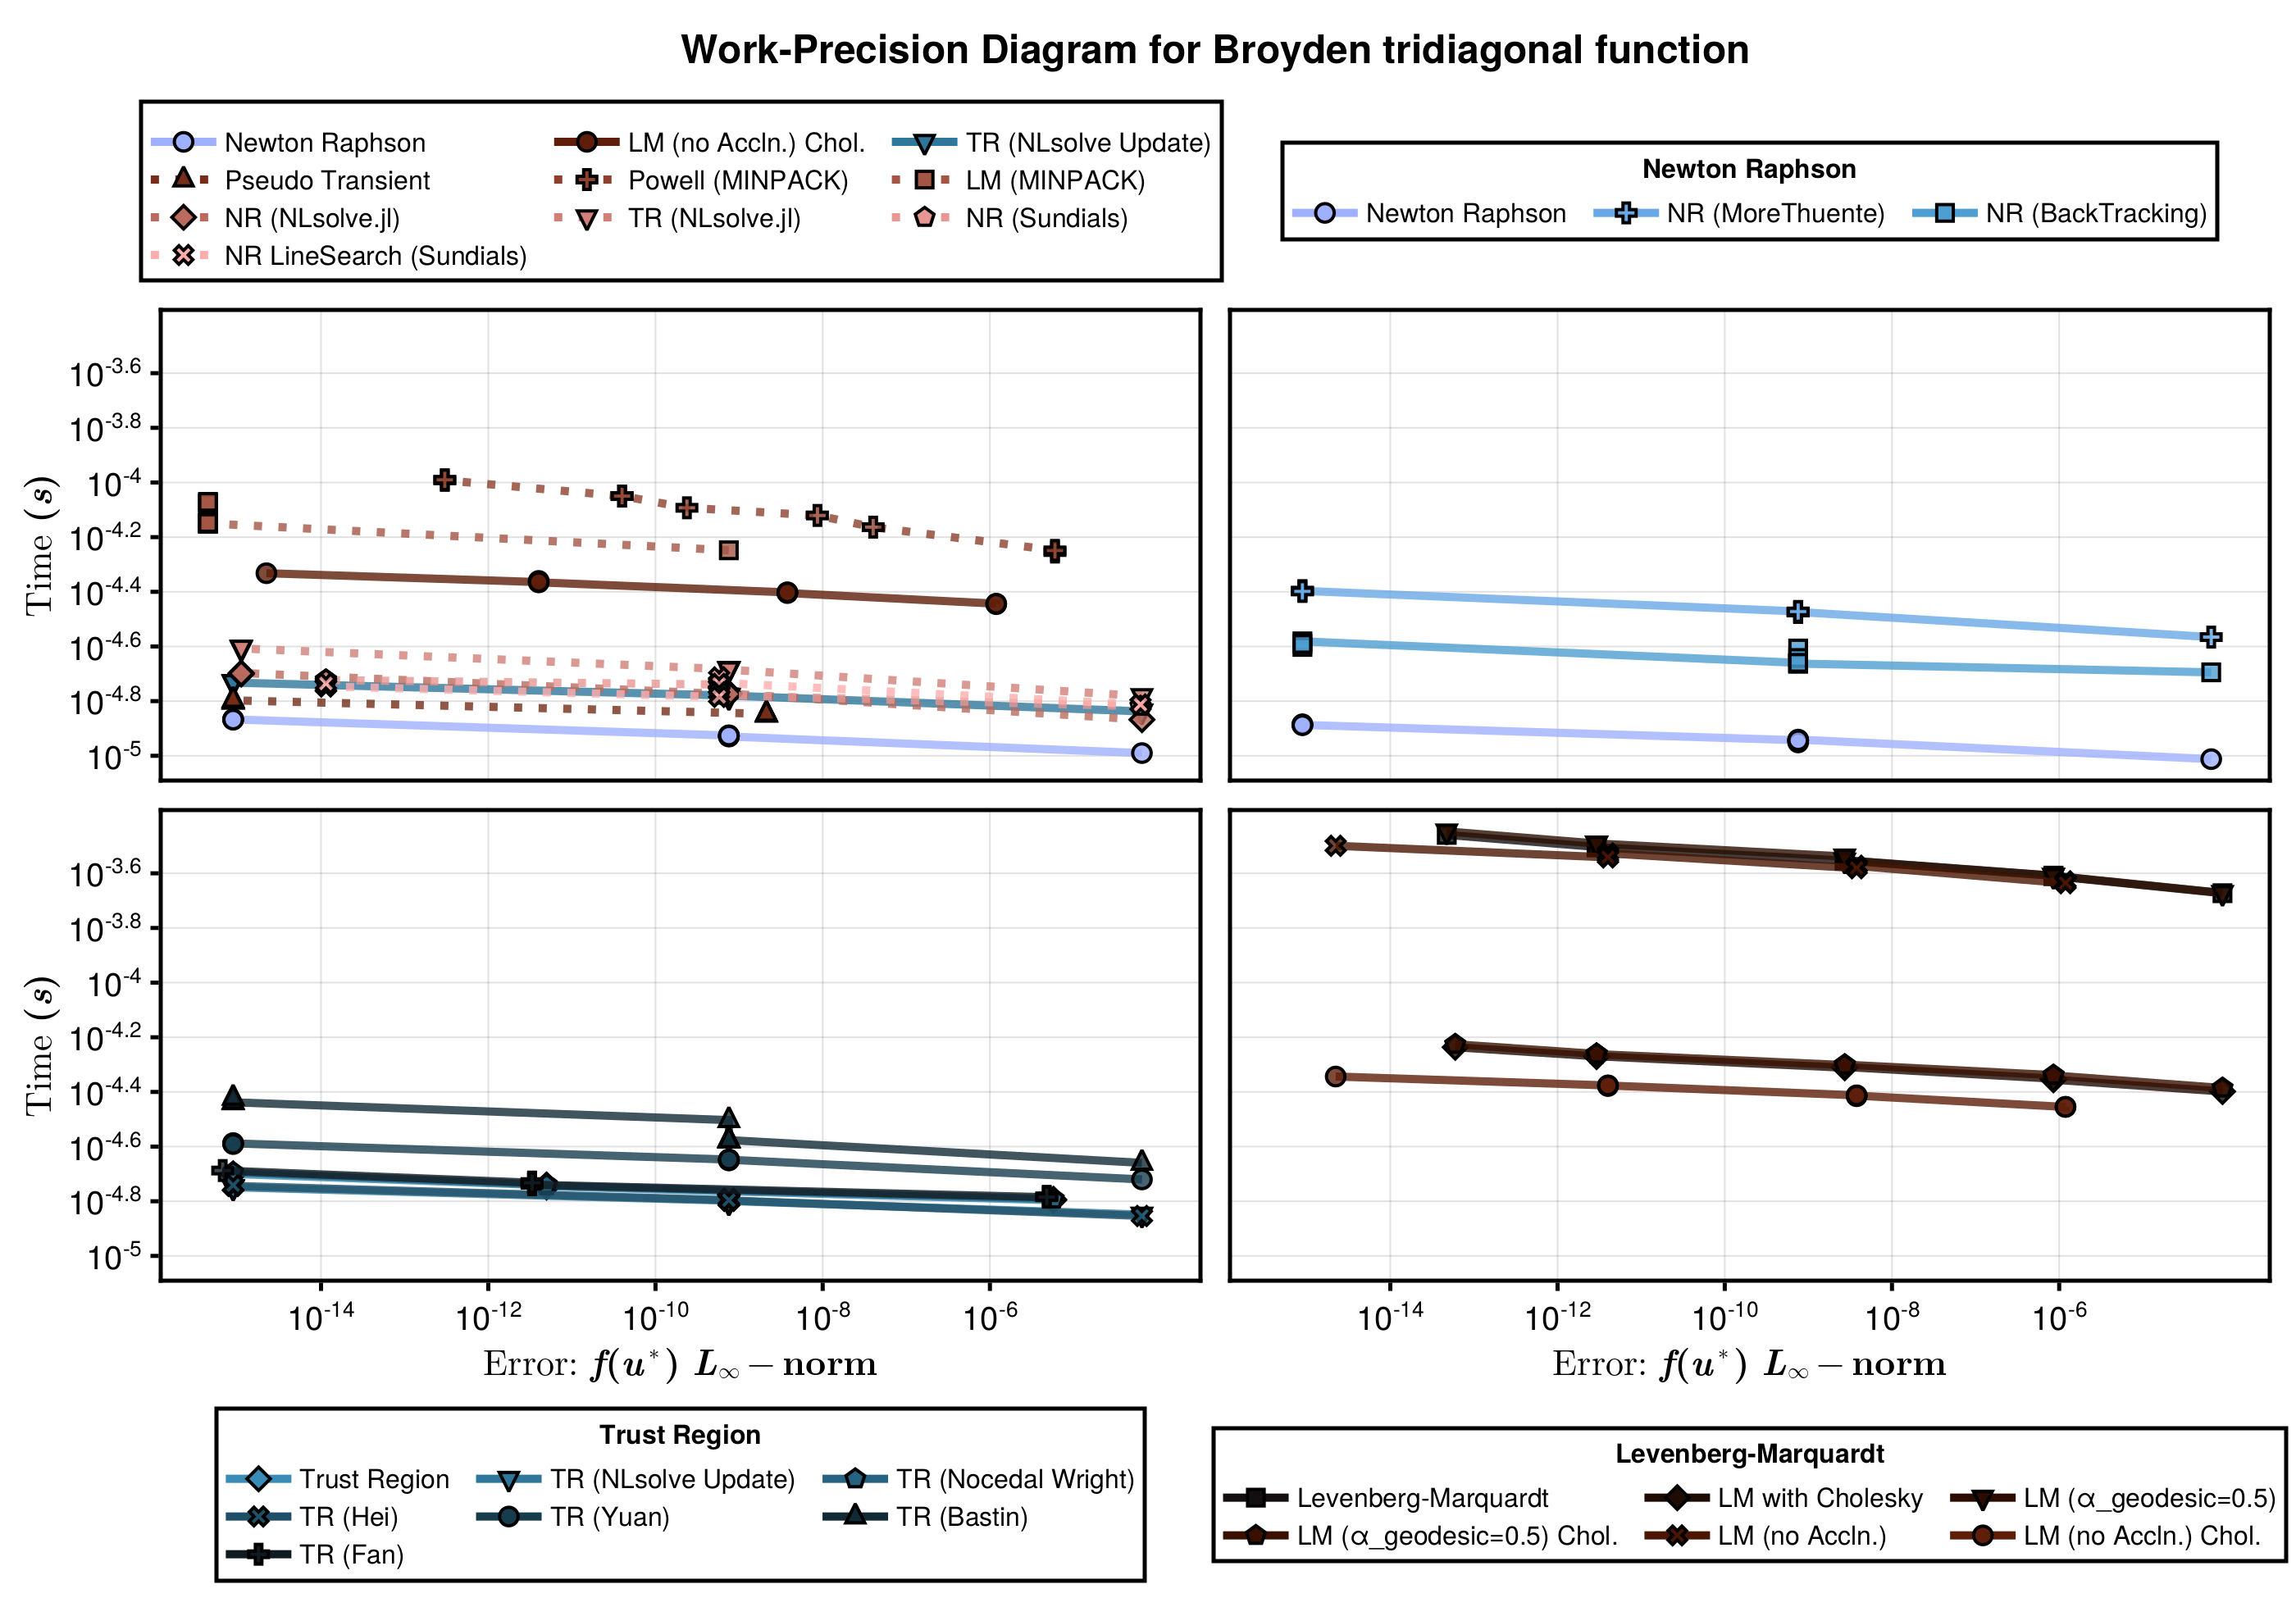 Work-Precision Diagram for Broyden tridiagonal function
Newton Raphson LM (no Accln.) Chol. TR (NLsolve Update)
Pseudo Transient Powell (MINPACK) LM (MINPACK)
NR (NLsolve.jl) TR (NLsolve.jl) NR (Sundials)
NR LineSearch (Sundials)
Newton Raphson
Newton Raphson NR (MoreThuente) NR (BackTracking)
10^-3.6
10^-3.8
10^-4
10^-4.2
10^-4.4
10^-4.6
10^-4.8
10^-5
Time (s)
10^-3.6
10^-3.8
10^-4
10^-4.2
10^-4.4
10^-4.6
10^-4.8
10^-5
Time (s)
10^-14 10^-12 10^-10 10^-8 10^-6
Error: f(u*) L∞ − norm
10^-14 10^-12 10^-10 10^-8 10^-6
Error: f(u*) L∞ − norm
Trust Region
Trust Region TR (NLsolve Update) TR (Nocedal Wright)
TR (Hei) TR (Yuan) TR (Bastin)
TR (Fan)
Levenberg-Marquardt
Levenberg-Marquardt LM with Cholesky LM (α_geodesic=0.5)
LM (α_geodesic=0.5) Chol. LM (no Accln.) LM (no Accln.) Chol.